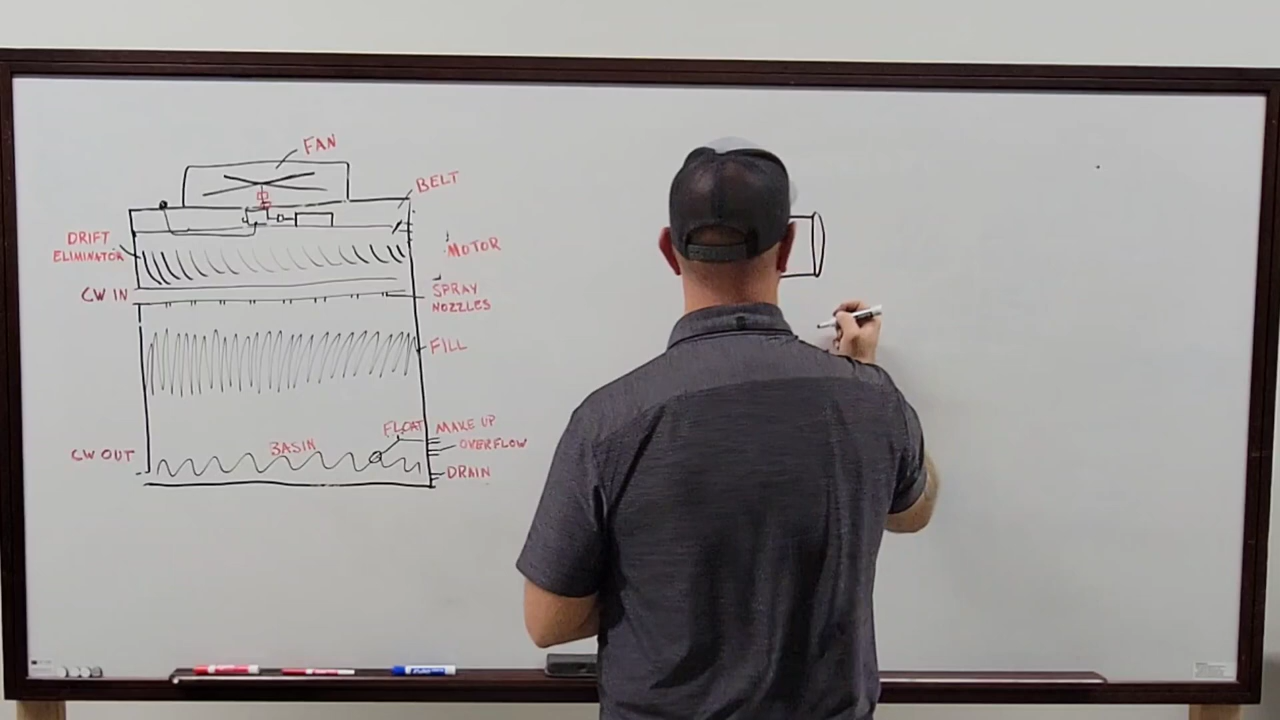 FAN
BELT
DRIFT
ELIMINATOR
MOTOR
CW IN
SPRAY
NOZZLES
FILL
FLOAT
MAKE UP
BASIN
OVERFLOW
CW OUT
DRAIN